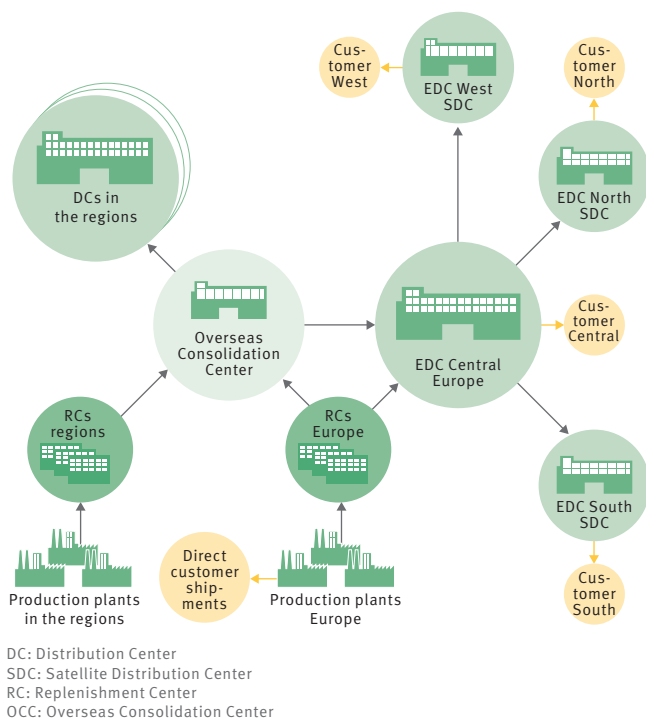 Cus-
tomer
West
EDC West
SDC
Cus-
tomer
North
EDC North
SDC
DCs in
the regions
Overseas
Consolidation
Center
EDC Central
Europe
Cus-
tomer
Central
RCs
regions
RCs
Europe
EDC South
SDC
Production plants
in the regions
Direct
customer
ship-
ments
Production plants
Europe
Cus-
tomer
South
DC: Distribution Center
SDC: Satellite Distribution Center
RC: Replenishment Center
OCC: Overseas Consolidation Center